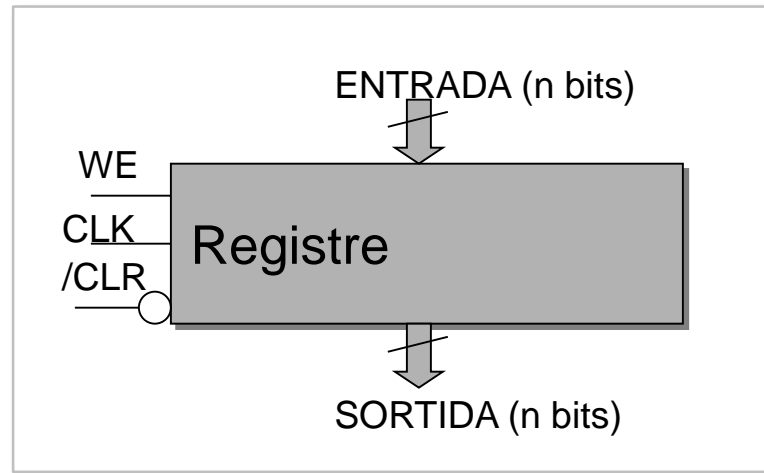 ENTRADA (n bits)
WE
CLK
/CLR
Registre
SORTIDA (n bits)